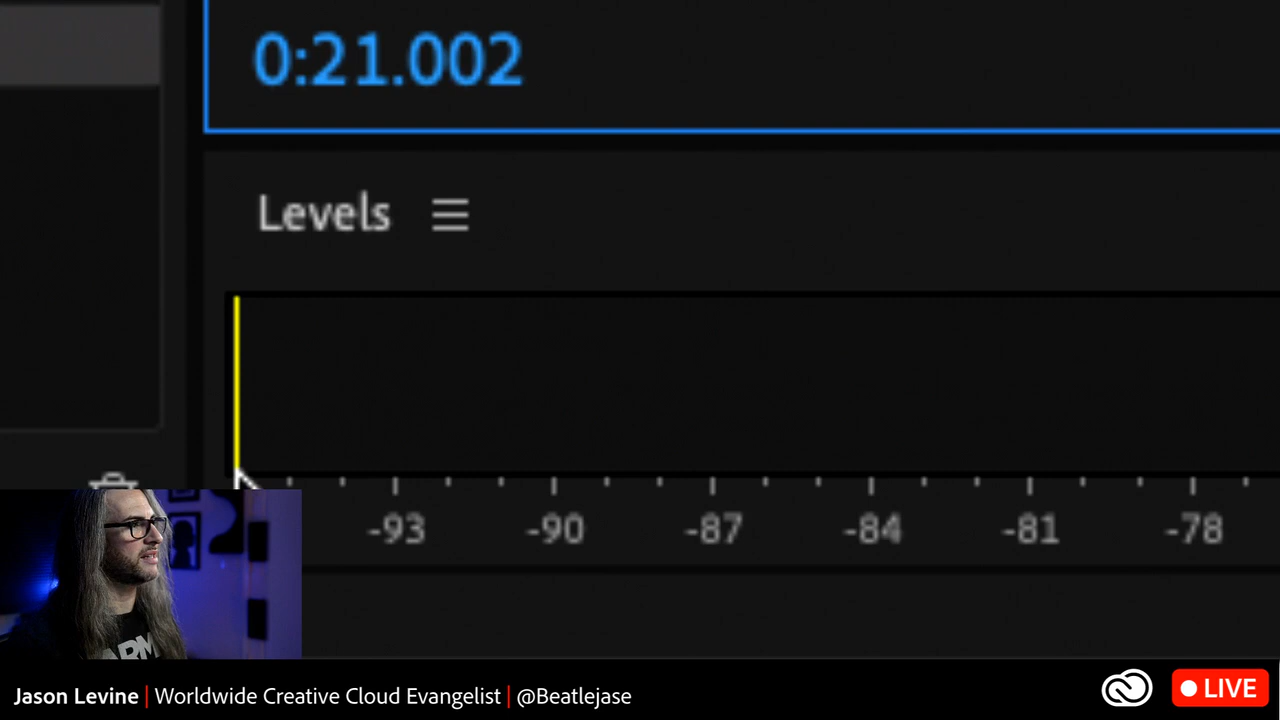 0:21.002
Levels
-93 -90 -87 -84 -81 -78
Jason Levine | Worldwide Creative Cloud Evangelist | @Beatlejase
LIVE